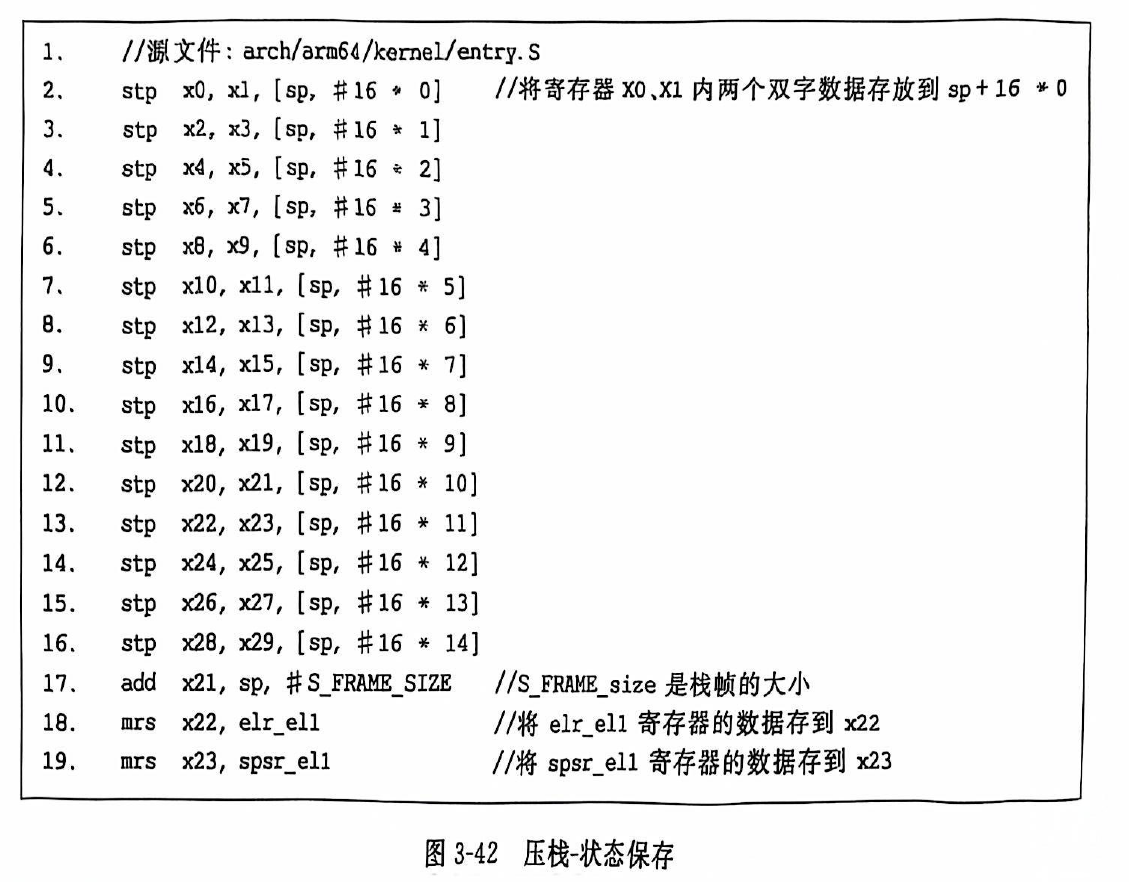 1. //源文件: arch/arm64/kernel/entry.S
2. stp x0, x1, [sp, #16 * 0] //将寄存器 X0、X1 内两个双字数据存放到 sp+16 * 0
3. stp x2, x3, [sp, #16 * 1]
4. stp x4, x5, [sp, #16 * 2]
5. stp x6, x7, [sp, #16 * 3]
6. stp x8, x9, [sp, #16 * 4]
7. stp x10, x11, [sp, #16 * 5]
8. stp x12, x13, [sp, #16 * 6]
9. stp x14, x15, [sp, #16 * 7]
10. stp x16, x17, [sp, #16 * 8]
11. stp x18, x19, [sp, #16 * 9]
12. stp x20, x21, [sp, #16 * 10]
13. stp x22, x23, [sp, #16 * 11]
14. stp x24, x25, [sp, #16 * 12]
15. stp x26, x27, [sp, #16 * 13]
16. stp x28, x29, [sp, #16 * 14]
17. add x21, sp, #S_FRAME_SIZE //S_FRAME_size 是栈帧的大小
18. mrs x22, elr_el1 //将 elr_el1 寄存器的数据存到 x22
19. mrs x23, spsr_el1 //将 spsr_el1 寄存器的数据存到 x23
图 3-42 压栈-状态保存